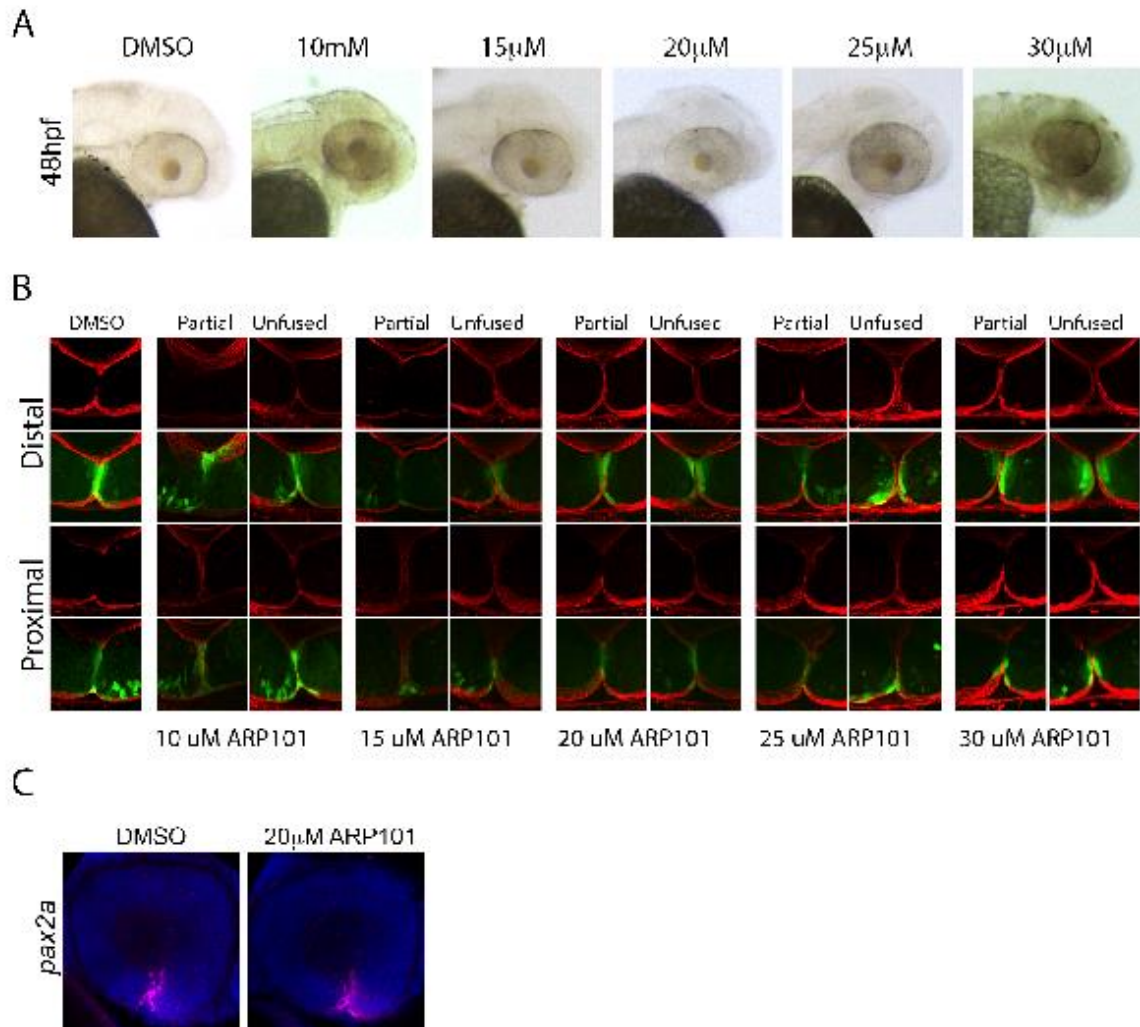 A
DMSO 10mM 15μM 20μM 25μM 30μM
48hpf
B
DMSO Partial Unfused Partial Unfused Partial Unfused Partial Unfused Partial Unfused
Distal
Proximal
10 uM ARP101 15 uM ARP101 20 uM ARP101 25 uM ARP101 30 uM ARP101
C
DMSO 20μM ARP101
pax2a